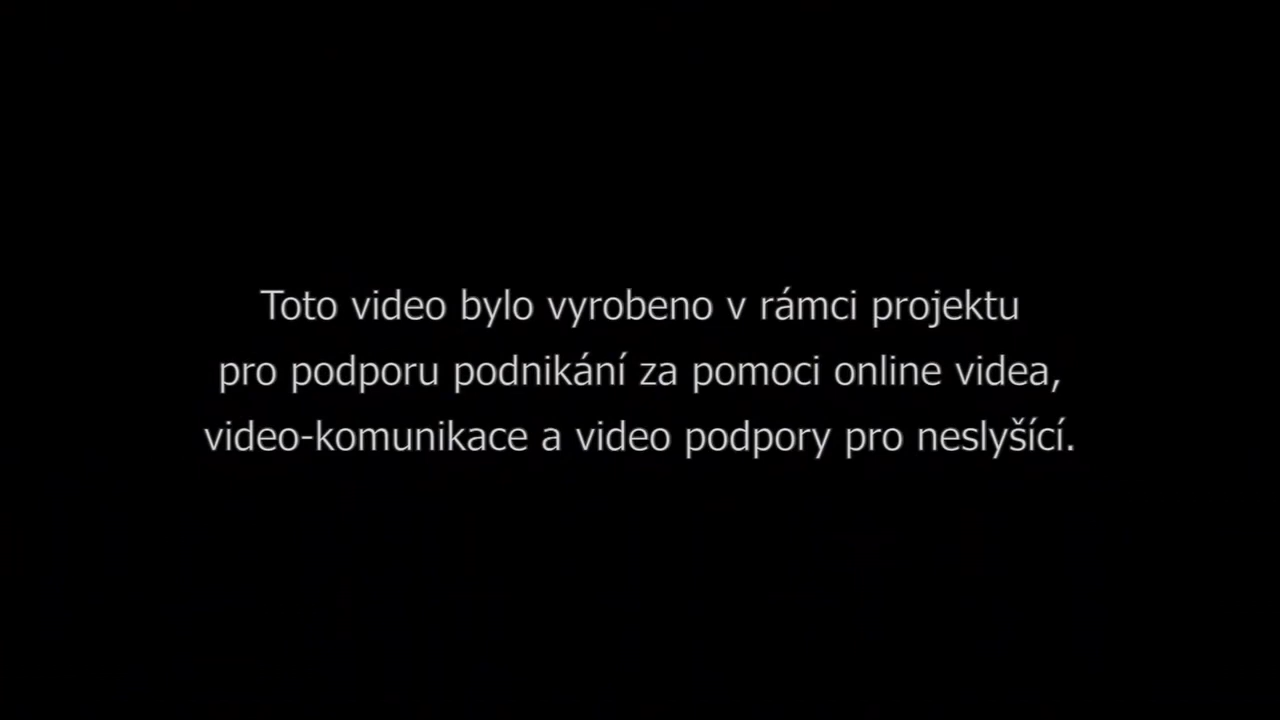 Toto video bylo vyrobeno v rámci projektu
pro podporu podnikání za pomoci online videa,
video-komunikace a video podpory pro neslyšící.